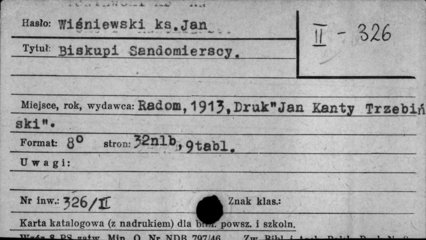 Hasło: Wiśniewski ks.Jan
II - 326
Tytuł: Biskupi Sandomierscy.
Miejsce, rok, wydawca: Radom,1913,Druk"Jan Kanty Trzebiń
ski".
Format: 8° stron: 32nlb,9tabl.
Uwagi:
Nr inw.: 326/II Znak klas.:
Karta katalogowa (z nadrukiem) dla powsz. i szkoln.